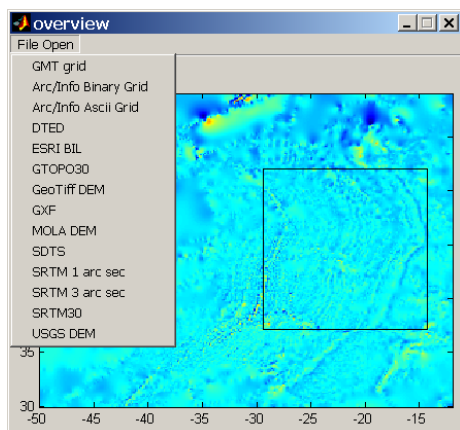 overview
File Open
GMT grid
Arc/Info Binary Grid
Arc/Info Ascii Grid
DTED
ESRI BIL
GTOPO30
GeoTiff DEM
GXF
MOLA DEM
SDTS
SRTM 1 arc sec
SRTM 3 arc sec
SRTM30
USGS DEM
35
30
-50 -45 -40 -35 -30 -25 -20 -15